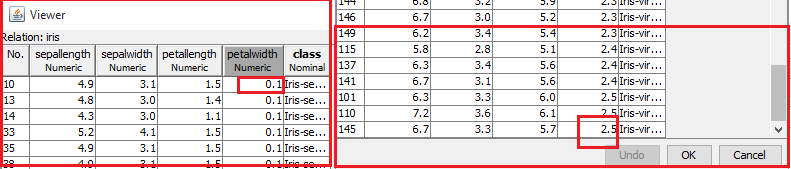 Viewer
Relation: iris
No. sepallength sepalwidth petallength petalwidth class
Numeric Numeric Numeric Numeric Nominal
10 4.9 3.1 1.5 0.1 Iris-se...
13 4.8 3.0 1.4 0.1 Iris-se...
14 4.3 3.0 1.1 0.1 Iris-se...
33 5.2 4.1 1.5 0.1 Iris-se...
35 4.9 3.1 1.5 0.1 Iris-se...
38 4.9 3.1 1.5 0.1 Iris-se...
144 6.8 3.2 5.9 2.3 Iris-vir...
146 6.7 3.0 5.2 2.3 Iris-vir...
149 6.2 3.4 5.4 2.3 Iris-vir...
115 5.8 2.8 5.1 2.4 Iris-vir...
137 6.3 3.4 5.6 2.4 Iris-vir...
141 6.7 3.1 5.6 2.4 Iris-vir...
101 6.3 3.3 6.0 2.5 Iris-vir...
110 7.2 3.6 6.1 2.5 Iris-vir...
145 6.7 3.3 5.7 2.5 Iris-vir...
Undo OK Cancel